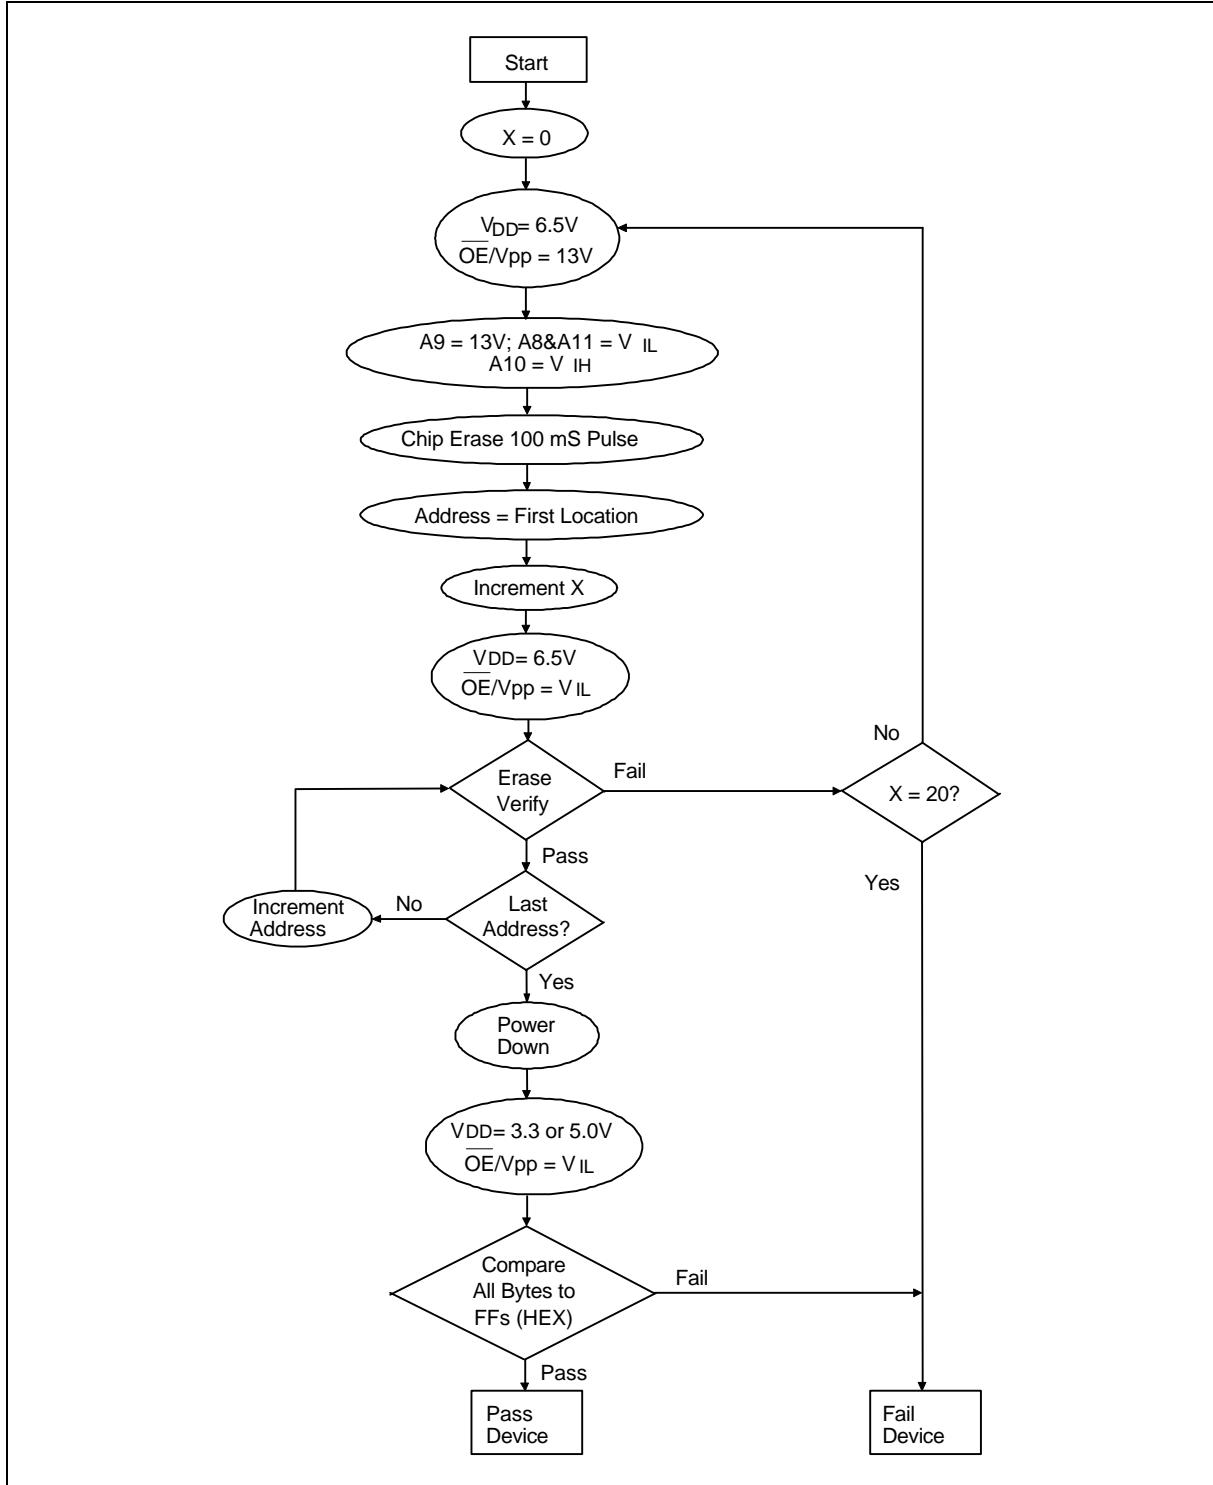 Start
X = 0
VDD= 6.5V
OE/Vpp = 13V
A9 = 13V; A8&A11 = V IL
A10 = V IH
Chip Erase 100 mS Pulse
Address = First Location
Increment X
VDD= 6.5V
OE/Vpp = VIL
No
Erase
Verify
Fail
X = 20?
Pass
Yes
Increment
Address
No
Last
Address?
Yes
Power
Down
VDD= 3.3 or 5.0V
OE/Vpp = VIL
Compare
All Bytes to
FFs (HEX)
Fail
Pass
Pass
Device
Fail
Device